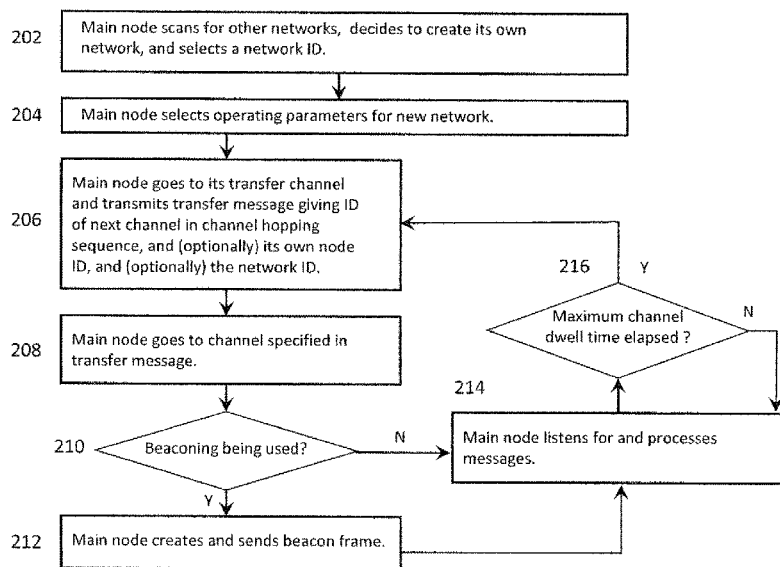 202
Main node scans for other networks, decides to create its own
network, and selects a network ID.
204
Main node selects operating parameters for new network.
206
Main node goes to its transfer channel
and transmits transfer message giving ID
of next channel in channel hopping
sequence, and (optionally) its own node
ID, and (optionally) the network ID.
216
Y
N
Maximum channel
dwell time elapsed ?
208
Main node goes to channel specified in
transfer message.
214
210
Beaconing being used?
N
Main node listens for and processes
messages.
Y
212
Main node creates and sends beacon frame.